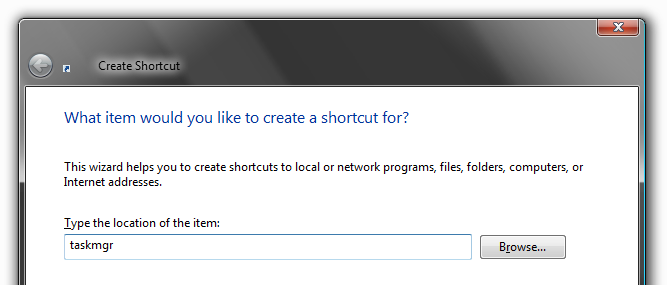 Create Shortcut
What item would you like to create a shortcut for?
This wizard helps you to create shortcuts to local or network programs, files, folders, computers, or
Internet addresses.
Type the location of the item:
taskmgr
Browse...